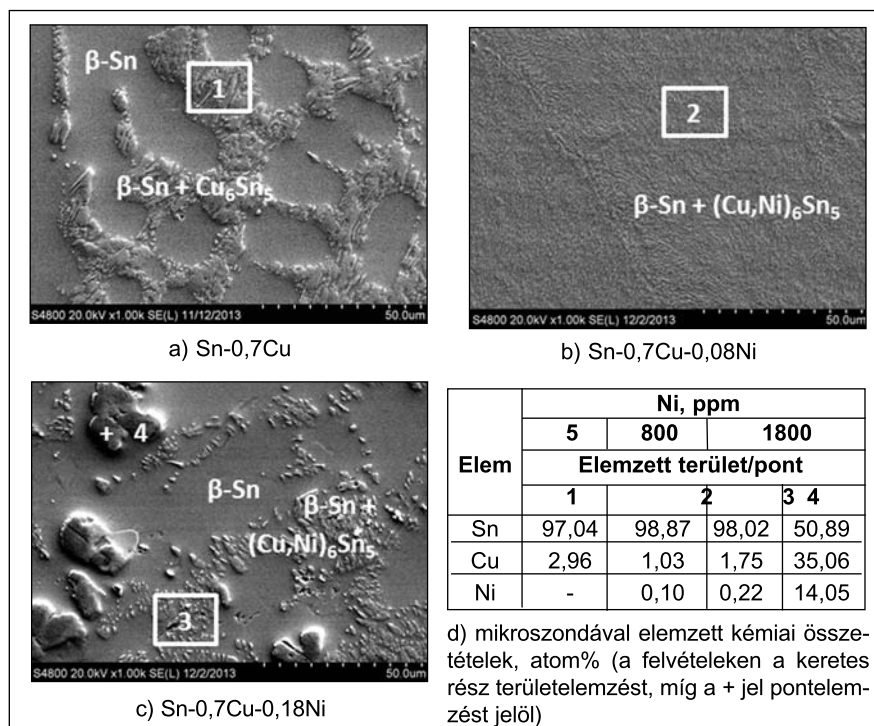 β-Sn
1
β-Sn + Cu6Sn5
S4800 20.0kV x1.00k SE(L) 11/12/2013 50.0um
a) Sn-0,7Cu
2
β-Sn + (Cu,Ni)6Sn5
S4800 20.0kV x1.00k SE(L) 12/2/2013 50.0um
b) Sn-0,7Cu-0,08Ni
+ 4
β-Sn
β-Sn +
(Cu,Ni)6Sn5
3
S4800 20.0kV x1.00k SE(L) 12/2/2013 50.0um
c) Sn-0,7Cu-0,18Ni
Elem Ni, ppm
5 800 1800
Elemzett terület/pont
1 2 3 4
Sn 97,04 98,87 98,02 50,89
Cu 2,96 1,03 1,75 35,06
Ni - 0,10 0,22 14,05
d) mikroszondával elemzett kémiai össze-
tételek, atom% (a felvételeken a keretes
rész területelemzést, míg a + jel pontelem-
zést jelöl)